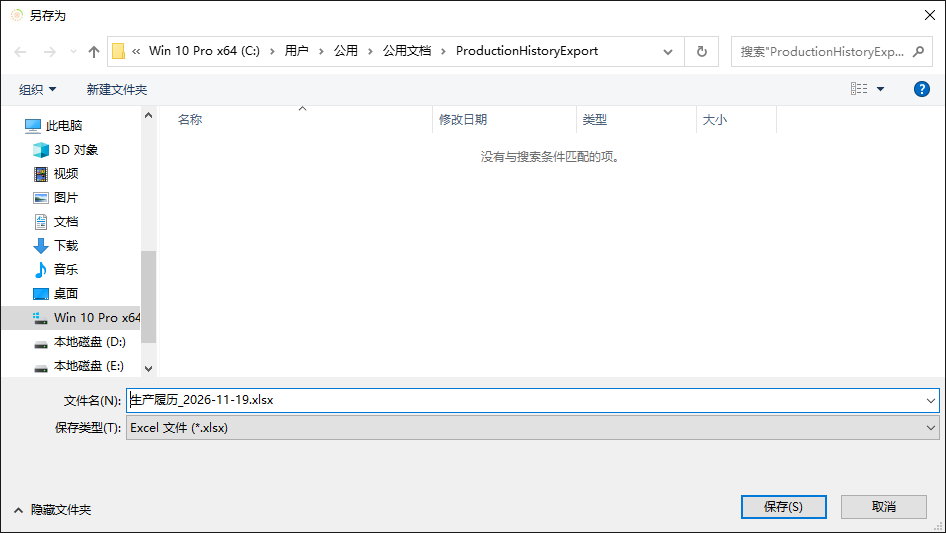 另存为
« Win 10 Pro x64 (C:) › 用户 › 公用 › 公用文档 › ProductionHistoryExport
搜索"ProductionHistoryExp...
组织 新建文件夹
名称 修改日期 类型 大小
没有与搜索条件匹配的项。
此电脑
3D 对象
视频
图片
文档
下载
音乐
桌面
Win 10 Pro x64
本地磁盘 (D:)
本地磁盘 (E:)
文件名(N): 生产履历_2026-11-19.xlsx
保存类型(T): Excel 文件 (*.xlsx)
隐藏文件夹
保存(S) 取消